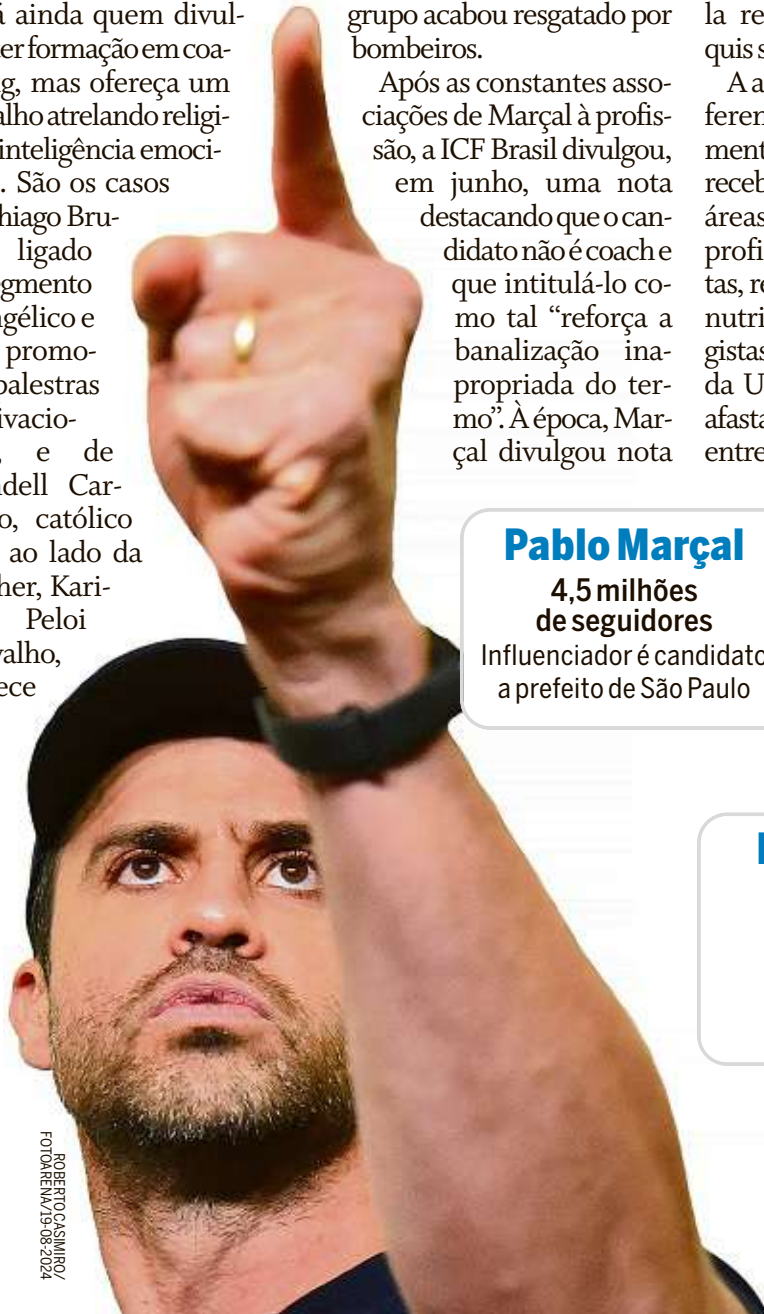 á ainda quem divul-
er formação em coa-
g, mas ofereça um
alho atrelando religi-
inteligência emoci-
. São os casos
hiago Bru-
ligado
gmento
ngélico e
promo-
palestras
ivacio-
, e de
ndell Car-
o, católico
ao lado da
her, Kari-
Peloi
valho,
ece
grupo acabou resgatado por
bombeiros.
Após as constantes asso-
ciações de Marçal à profis-
são, a ICF Brasil divulgou,
em junho, uma nota
destacando que o can-
didato não é coach e
que intitulá-lo co-
mo tal “reforça a
banalização ina-
propriada do ter-
mo”. À época, Mar-
çal divulgou nota
la re
quis s
A a
feren
ment
receb
áreas
profi
tas, re
nutri
gistas
da U
afasta
entre
Pablo Marçal
4,5 milhões
de seguidores
Influenciador é candidato
a prefeito de São Paulo
ROBERTO CASIMIRO/
FOTOARENA/19-08-2024